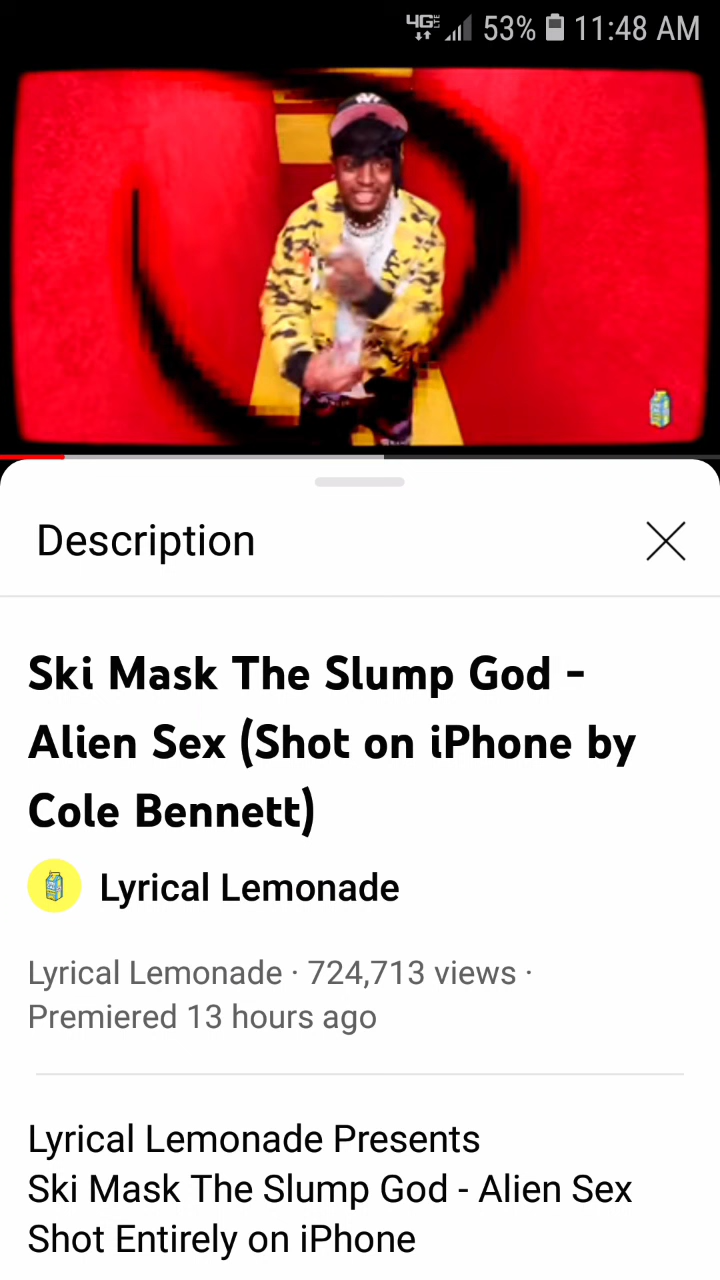 4G LTE 53% 11:48 AM
Description
Ski Mask The Slump God -
Alien Sex (Shot on iPhone by
Cole Bennett)
Lyrical Lemonade
Lyrical Lemonade · 724,713 views ·
Premiered 13 hours ago
Lyrical Lemonade Presents
Ski Mask The Slump God - Alien Sex
Shot Entirely on iPhone